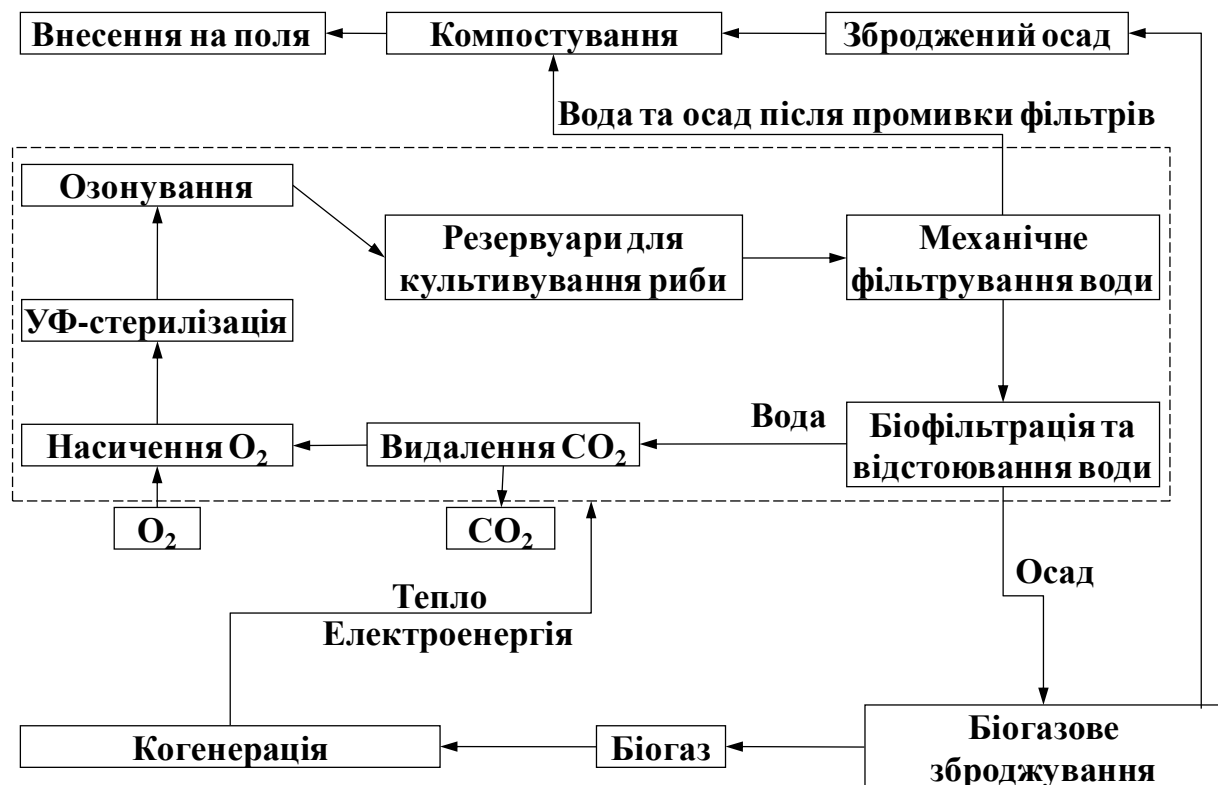 Внесення на поля
Компостування
Зброджений осад
Вода та осад після промивки фільтрів
Озонування
Резервуари для
культивування риби
Механічне
фільтрування води
УФ-стерилізація
Вода
Насичення O₂
Видалення CO₂
Біофільтрація та
відстоювання води
O₂
CO₂
Осад
Тепло
Електроенергія
Когенерація
Біогаз
Біогазове
зброджування